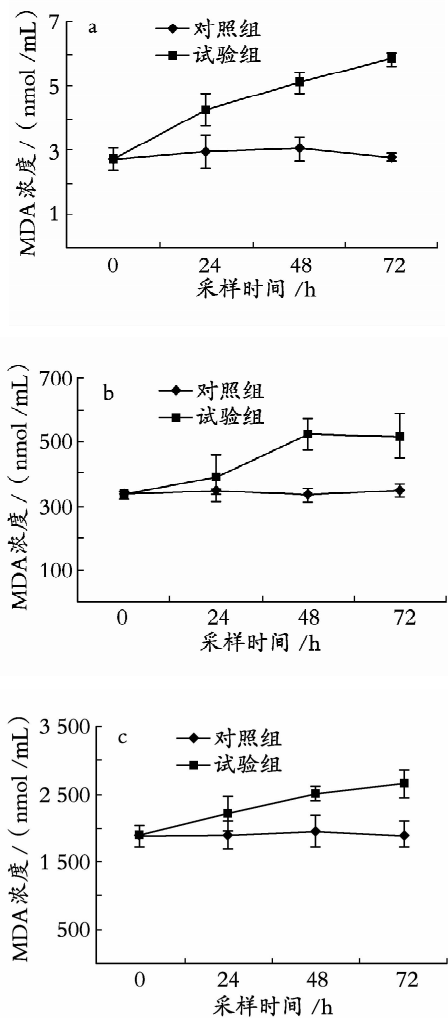 a
对照组
试验组
MDA浓度/(nmol/mL)
7
5
3
1
0 24 48 72
采样时间/h
b
对照组
试验组
MDA浓度/(nmol/mL)
700
500
300
100
0 24 48 72
采样时间/h
c
对照组
试验组
MDA浓度/(nmol/mL)
3 500
2 500
1 500
500
0 24 48 72
采样时间/h